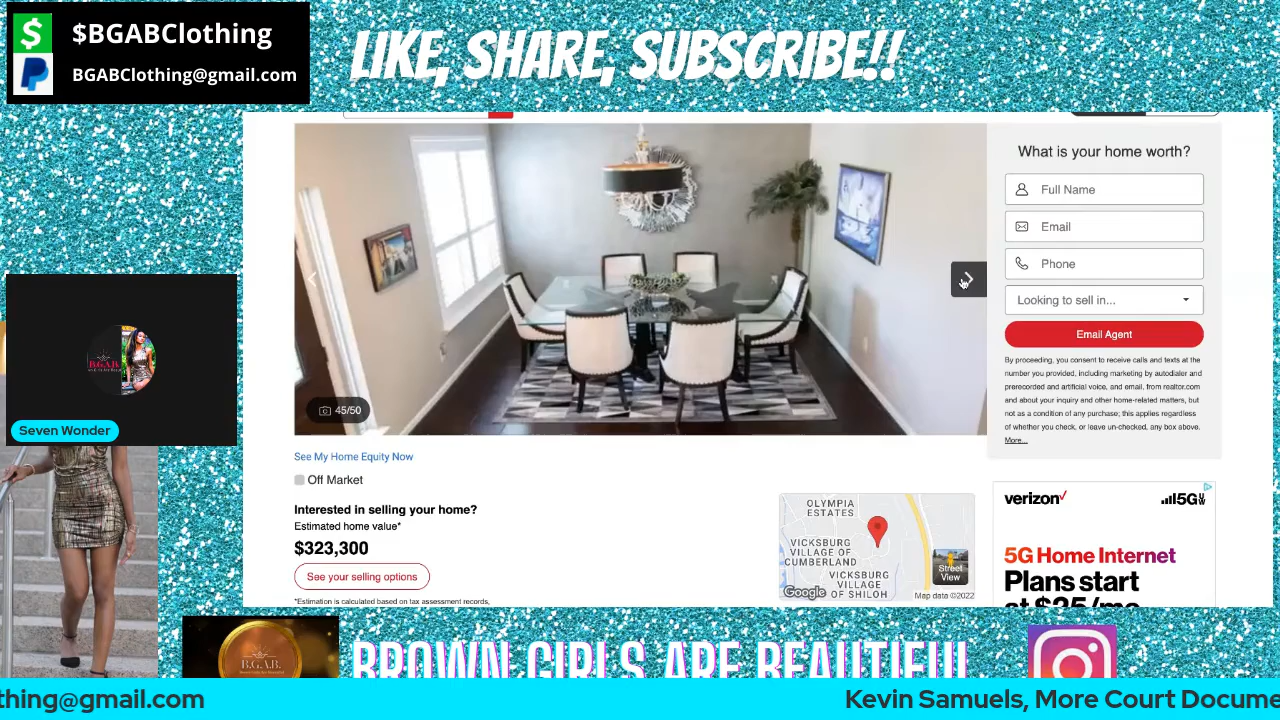 $BGABClothing
BGABClothing@gmail.com
LIKE, SHARE, SUBSCRIBE!!
What is your home worth?
Full Name
Email
Phone
Looking to sell in...
Email Agent
By proceeding, you consent to receive calls and texts at the
number you provided, including marketing by autodialer and
prerecorded and artificial voice, and email, from realtor.com
and about your inquiry and other home-related matters, but
not as a condition of any purchase; this applies regardless
of whether you check, or leave un-checked, any box above.
More...
45/50
B.G.A.B.
Seven Wonder
See My Home Equity Now
Off Market
Interested in selling your home?
Estimated home value*
$323,300
See your selling options
*Estimation is calculated based on tax assessment records,
OLYMPIA
ESTATES
VICKSBURG
VILLAGE OF
CUMBERLAND
VICKSBURG
VILLAGE
OF SHILOH
Street
View
Google
Map data ©2022
verizon
5G UW
5G Home Internet
Plans start
at $25/mo
B.G.A.B.
BROWN GIRLS ARE BEAUTIFUL
thing@gmail.com
Kevin Samuels, More Court Docume